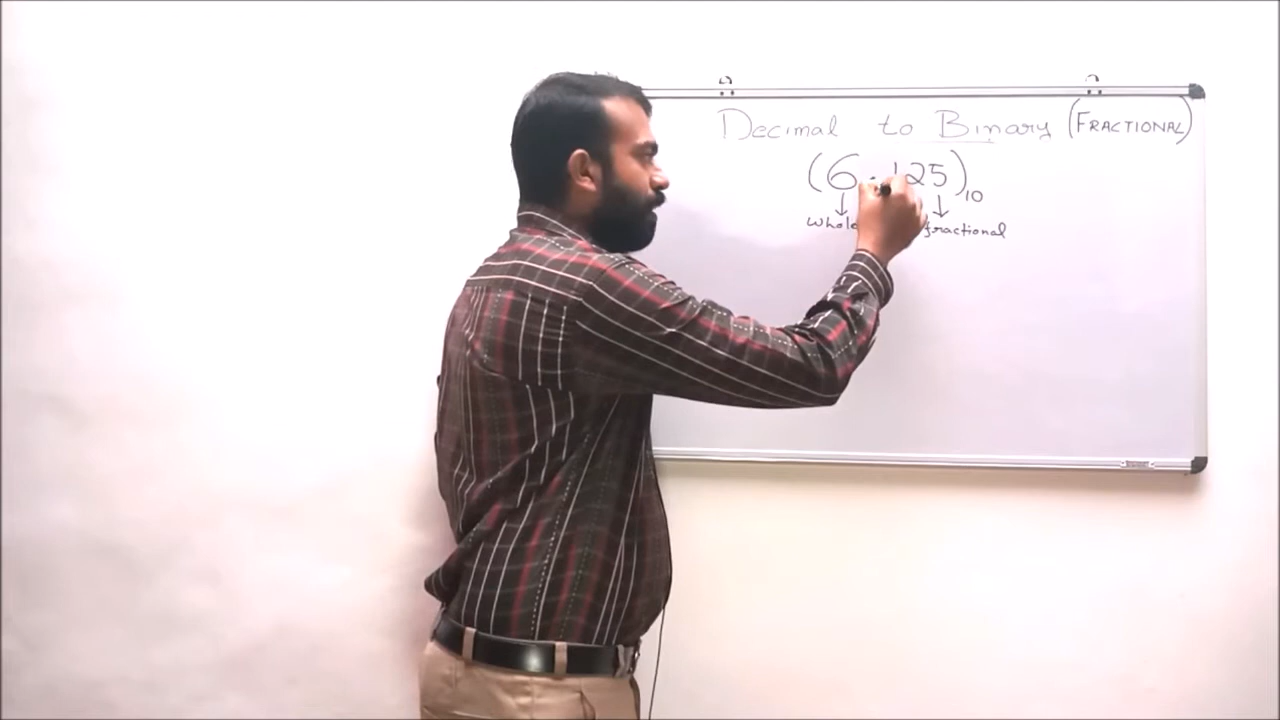 Decimal to Binary (FRACTIONAL)
(6.125)10
↓ ↓
whole fractional